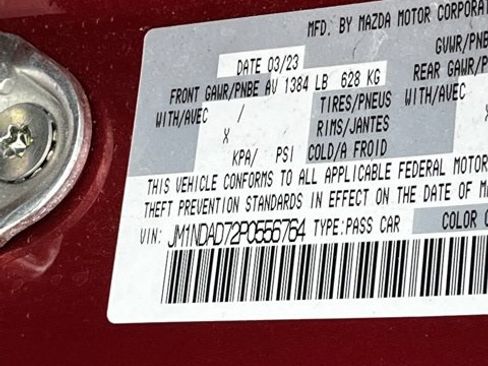 MFD. BY MAZDA MOTOR CORPORAT
DATE 03/23
GVWR/PNB
FRONT GAWR/PNBE AV 1384 LB 628 KG
REAR GAWR/P
WITH/AVEC / TIRES/PNEUS WITH/AVEC
X RIMS/JANTES X
KPA/ PSI COLD/A FROID
THIS VEHICLE CONFORMS TO ALL APPLICABLE FEDERAL MOTOR
THEFT PREVENTION STANDARDS IN EFFECT ON THE DATE OF M
VIN: JM1NDAD72P0556764 TYPE:PASS CAR COLOR C